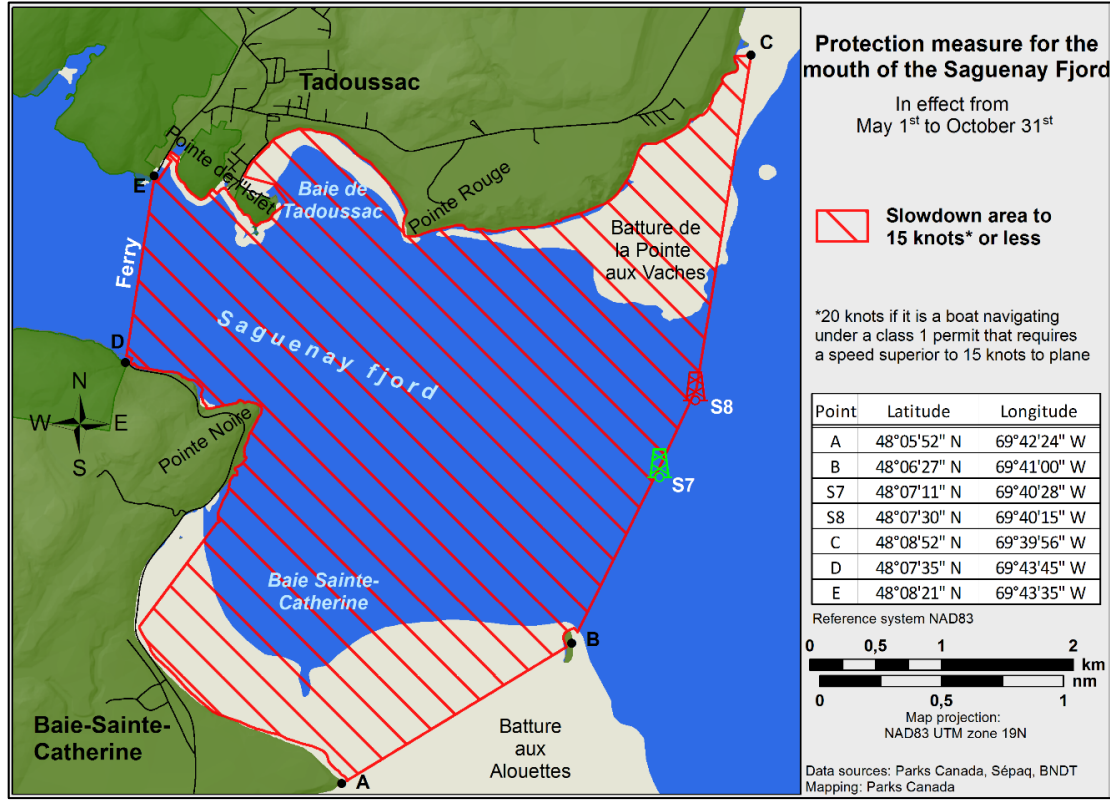 C
Tadoussac
Pointe de l'Islet
E
Baie de
Tadoussac
Pointe Rouge
Batture de
la Pointe
aux Vaches
Ferry
Saguenay fjord
D
N
W E
S
Pointe Noire
S8
S7
Baie Sainte-
Catherine
B
Baie-Sainte-
Catherine
Batture
aux
Alouettes
A
Protection measure for the
mouth of the Saguenay Fjord
In effect from
May 1st to October 31st
Slowdown area to
15 knots* or less
*20 knots if it is a boat navigating
under a class 1 permit that requires
a speed superior to 15 knots to plane
Point Latitude Longitude
A 48°05'52" N 69°42'24" W
B 48°06'27" N 69°41'00" W
S7 48°07'11" N 69°40'28" W
S8 48°07'30" N 69°40'15" W
C 48°08'52" N 69°39'56" W
D 48°07'35" N 69°43'45" W
E 48°08'21" N 69°43'35" W
Reference system NAD83
0 0,5 1 2
km
nm
0 0,5 1
Map projection:
NAD83 UTM zone 19N
Data sources: Parks Canada, Sépaq, BNDT
Mapping: Parks Canada